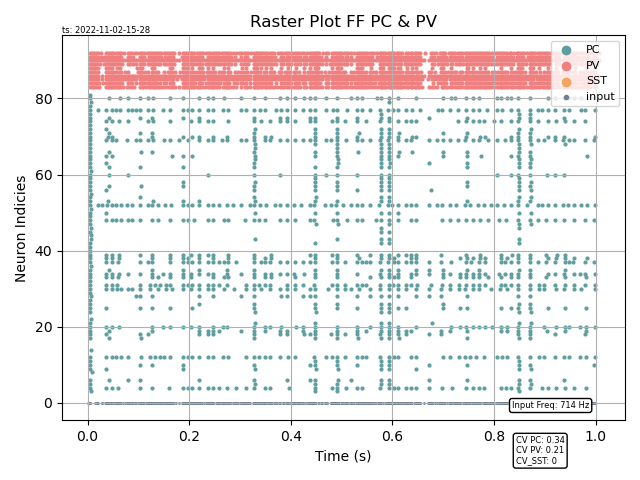 Raster Plot FF PC & PV
ts: 2022-11-02-15-28
PC
PV
SST
input
Neuron Indicies
80
60
40
20
0
Input Freq: 714 Hz
0.0 0.2 0.4 0.6 0.8 1.0
Time (s)
CV PC: 0.34
CV PV: 0.21
CV_SST: 0